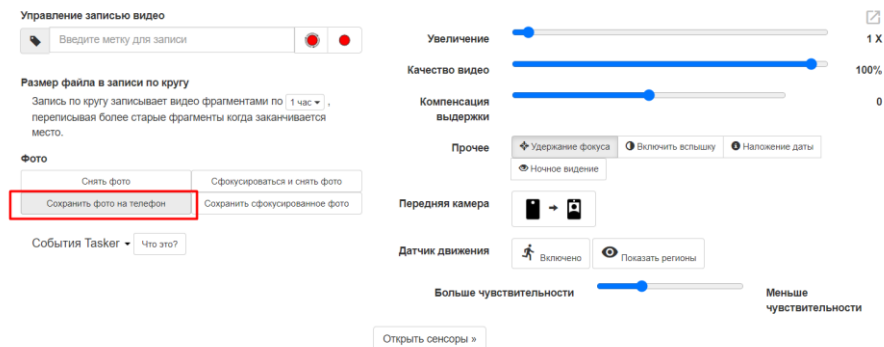 Управление записью видео
Введите метку для записи
Размер файла в записи по кругу
Запись по кругу записывает видео фрагментами по 1 час ,
переписывая более старые фрагменты когда заканчивается
место.
Фото
Снять фото
Сфокусироваться и снять фото
Сохранить фото на телефон
Сохранить сфокусированное фото
События Tasker
Что это?
Увеличение
1 X
Качество видео
100%
Компенсация
выдержки
0
Прочее
Удержание фокуса
Включить вспышку
Наложение даты
Ночное видение
Передняя камера
Датчик движения
Включено
Показать регионы
Больше чувствительности
Меньше
чувствительности
Открыть сенсоры »